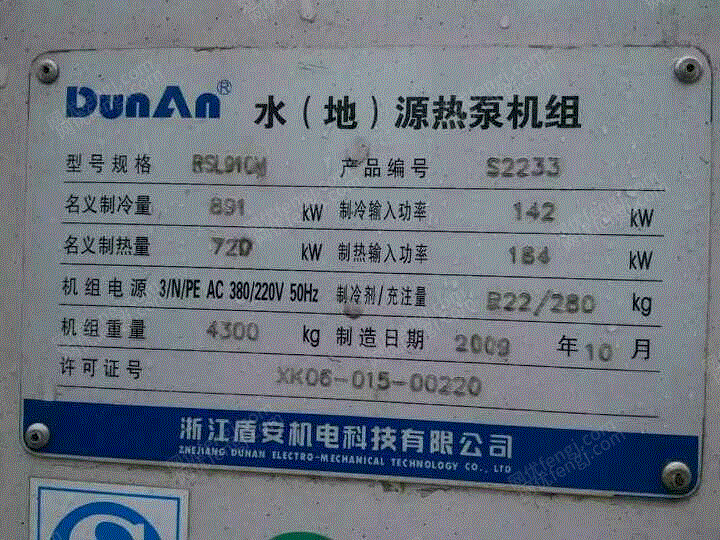 DunAn® 水（地）源热泵机组
型号规格 RSL910M 产品编号 S2233
名义制冷量 891 kW 制冷输入功率 142 kW
名义制热量 720 kW 制热输入功率 184 kW
机组电源 3/N/PE AC 380/220V 50Hz 制冷剂/充注量 R22/280 kg
机组重量 4300 kg 制造日期 2009 年 10 月
许可证号 XK06-015-00220
浙江盾安机电科技有限公司
ZHEJIANG DUNAN ELECTRO-MECHANICAL TECHNOLOGY CO., LTD